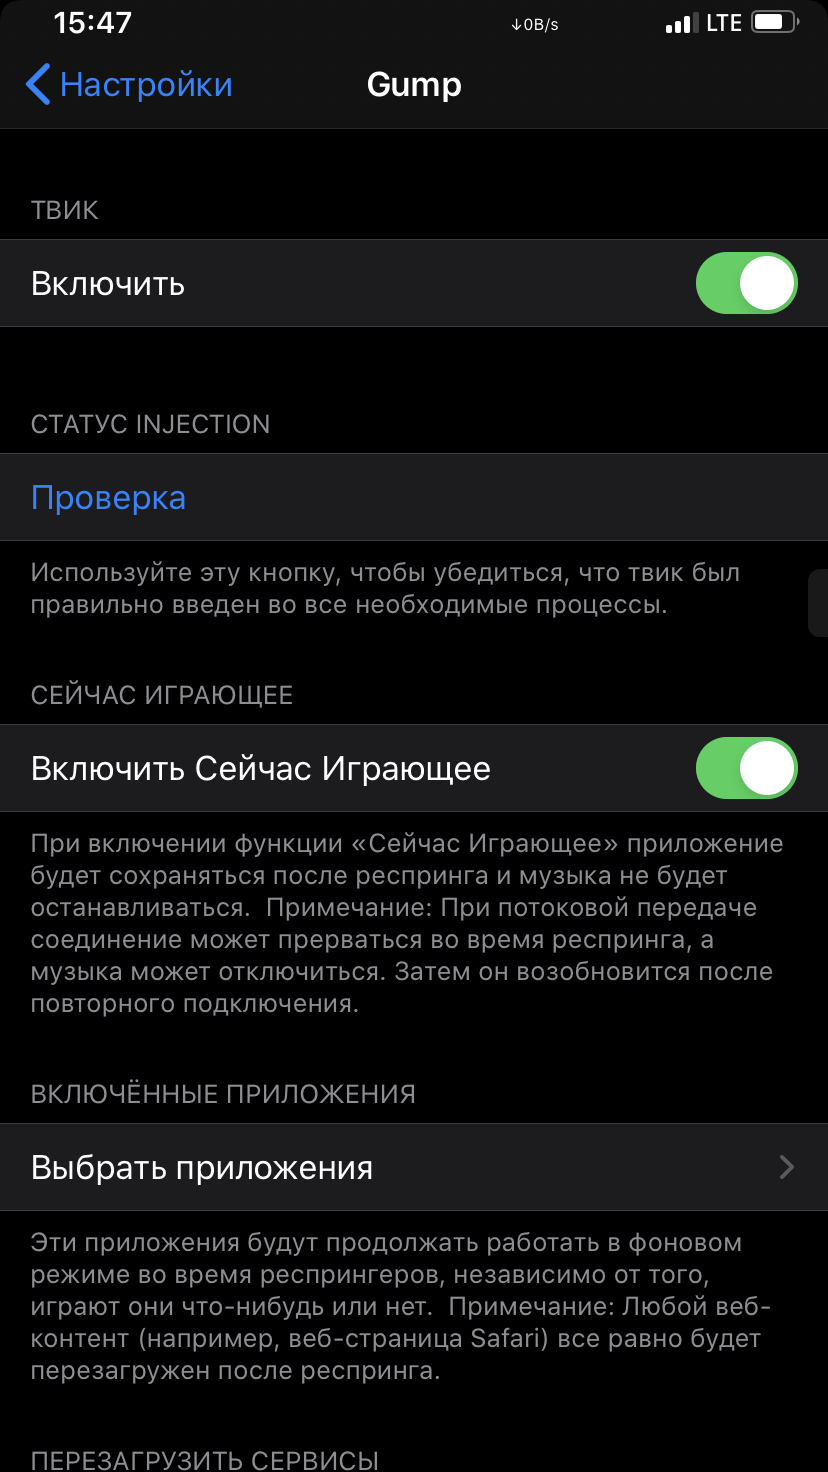 15:47
↓0B/s
LTE
Настройки
Gump
ТВИК
Включить
СТАТУС INJECTION
Проверка
Используйте эту кнопку, чтобы убедиться, что твик был
правильно введен во все необходимые процессы.
СЕЙЧАС ИГРАЮЩЕЕ
Включить Сейчас Играющее
При включении функции «Сейчас Играющее» приложение
будет сохраняться после респринга и музыка не будет
останавливаться.  Примечание: При потоковой передаче
соединение может прерваться во время респринга, а
музыка может отключиться. Затем он возобновится после
повторного подключения.
ВКЛЮЧЁННЫЕ ПРИЛОЖЕНИЯ
Выбрать приложения
Эти приложения будут продолжать работать в фоновом
режиме во время респрингеров, независимо от того,
играют они что-нибудь или нет.  Примечание: Любой веб-
контент (например, веб-страница Safari) все равно будет
перезагружен после респринга.
ПЕРЕЗАГРУЗИТЬ СЕРВИСЫ